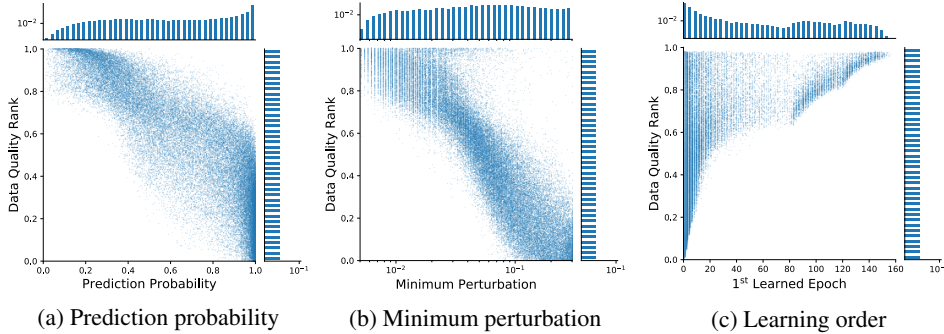 10⁻²
1.0
0.8
0.6
0.4
0.2
0.0
Data Quality Rank
0.0 0.2 0.4 0.6 0.8 1.0 10⁻¹
Prediction Probability
(a) Prediction probability
10⁻²
1.0
0.8
0.6
0.4
0.2
0.0
Data Quality Rank
10⁻² 10⁻¹ 10⁻¹
Minimum Perturbation
(b) Minimum perturbation
10⁻²
1.0
0.8
0.6
0.4
0.2
0.0
Data Quality Rank
0 20 40 60 80 100 120 140 160
1ˢᵗ Learned Epoch
(c) Learning order